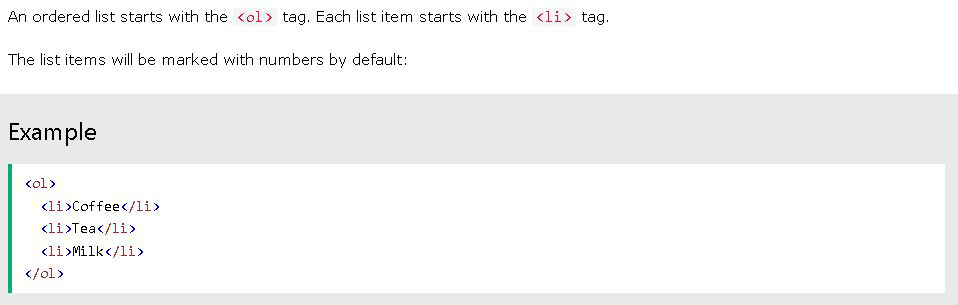 An ordered list starts with the <ol> tag. Each list item starts with the <li> tag.
The list items will be marked with numbers by default:
Example
<ol>
  <li>Coffee</li>
  <li>Tea</li>
  <li>Milk</li>
</ol>